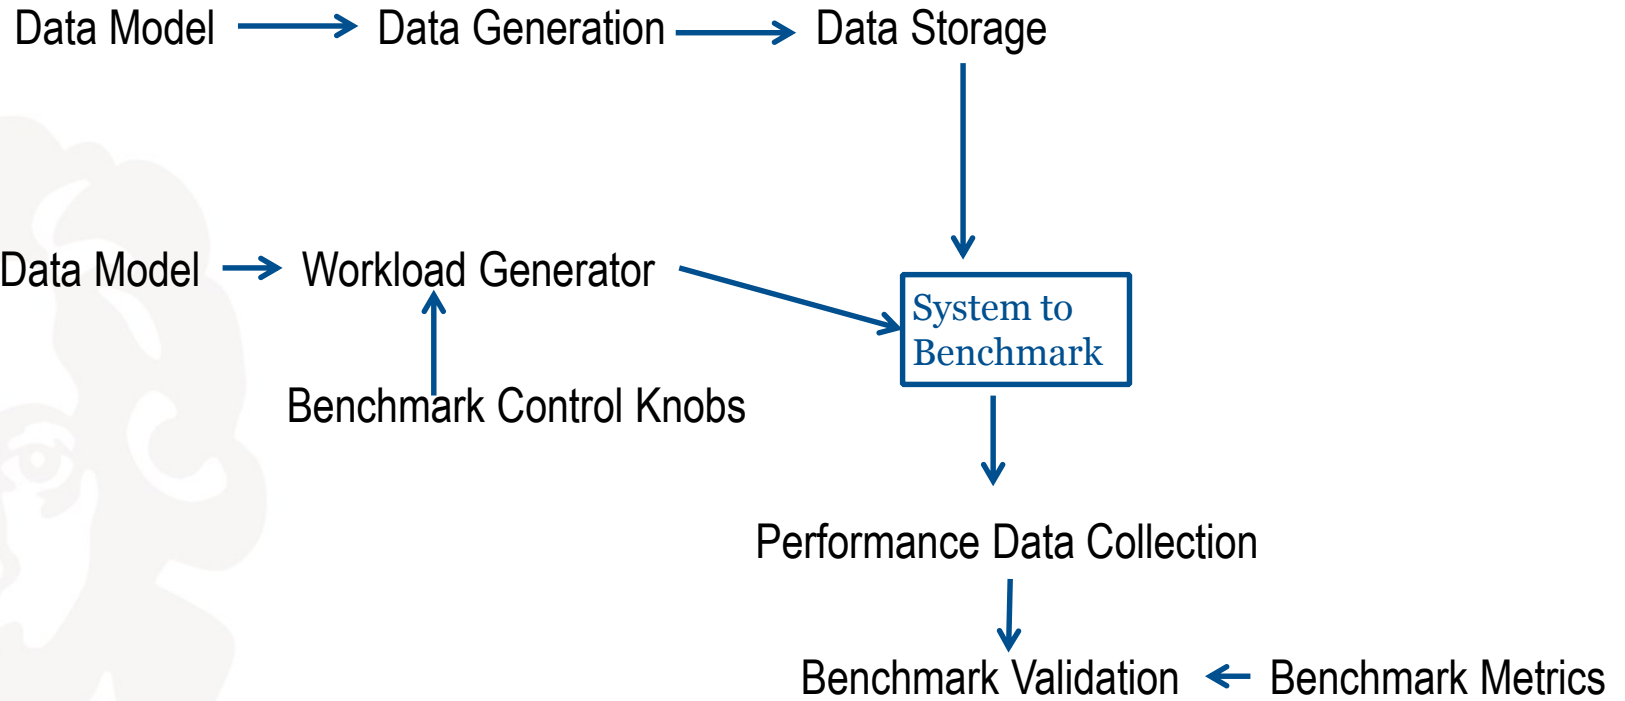 Data Model
Data Generation
Data Storage
Data Model
Workload Generator
System to
Benchmark
Benchmark Control Knobs
Performance Data Collection
Benchmark Validation
Benchmark Metrics